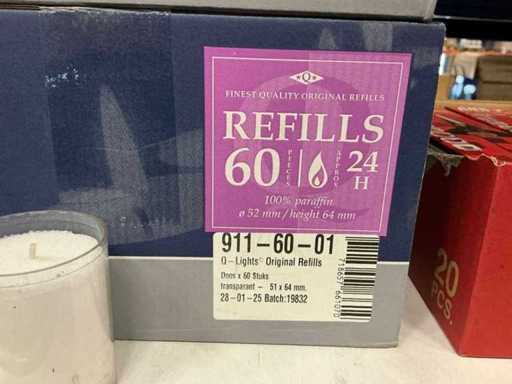 Q
FINEST QUALITY ORIGINAL REFILLS
REFILLS
60 PIECES APPROX. 24 H
100% paraffin
ø 52 mm / height 64 mm
911-60-01
Q-Lights® Original Refills
Doos x 60 Stuks
transparant - 51 x 64 mm.
28-01-25 Batch:19832
20
PCS.